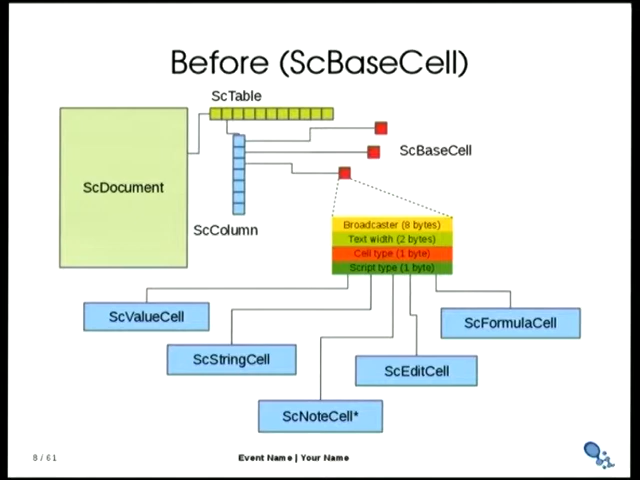 Before (ScBaseCell)
ScTable
ScBaseCell
ScDocument
ScColumn
Broadcaster (8 bytes)
Text width (2 bytes)
Cell type (1 byte)
Script type (1 byte)
ScValueCell
ScFormulaCell
ScStringCell
ScEditCell
ScNoteCell*
8 / 61
Event Name | Your Name